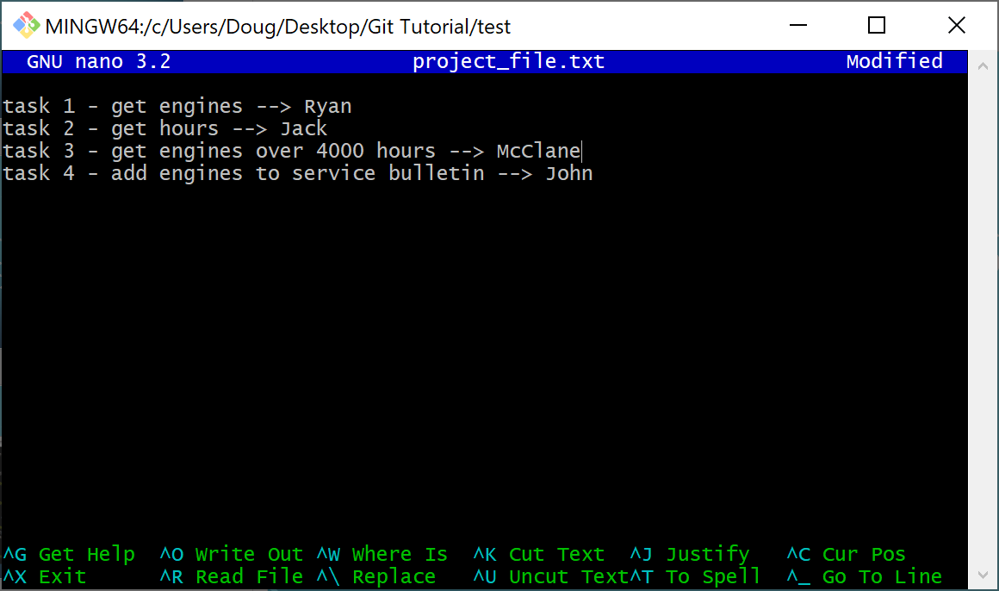 MINGW64:/c/Users/Doug/Desktop/Git Tutorial/test
GNU nano 3.2 project_file.txt Modified
task 1 - get engines --> Ryan
task 2 - get hours --> Jack
task 3 - get engines over 4000 hours --> McClane
task 4 - add engines to service bulletin --> John
^G Get Help ^O Write Out ^W Where Is ^K Cut Text ^J Justify ^C Cur Pos
^X Exit ^R Read File ^\ Replace ^U Uncut Text ^T To Spell ^_ Go To Line